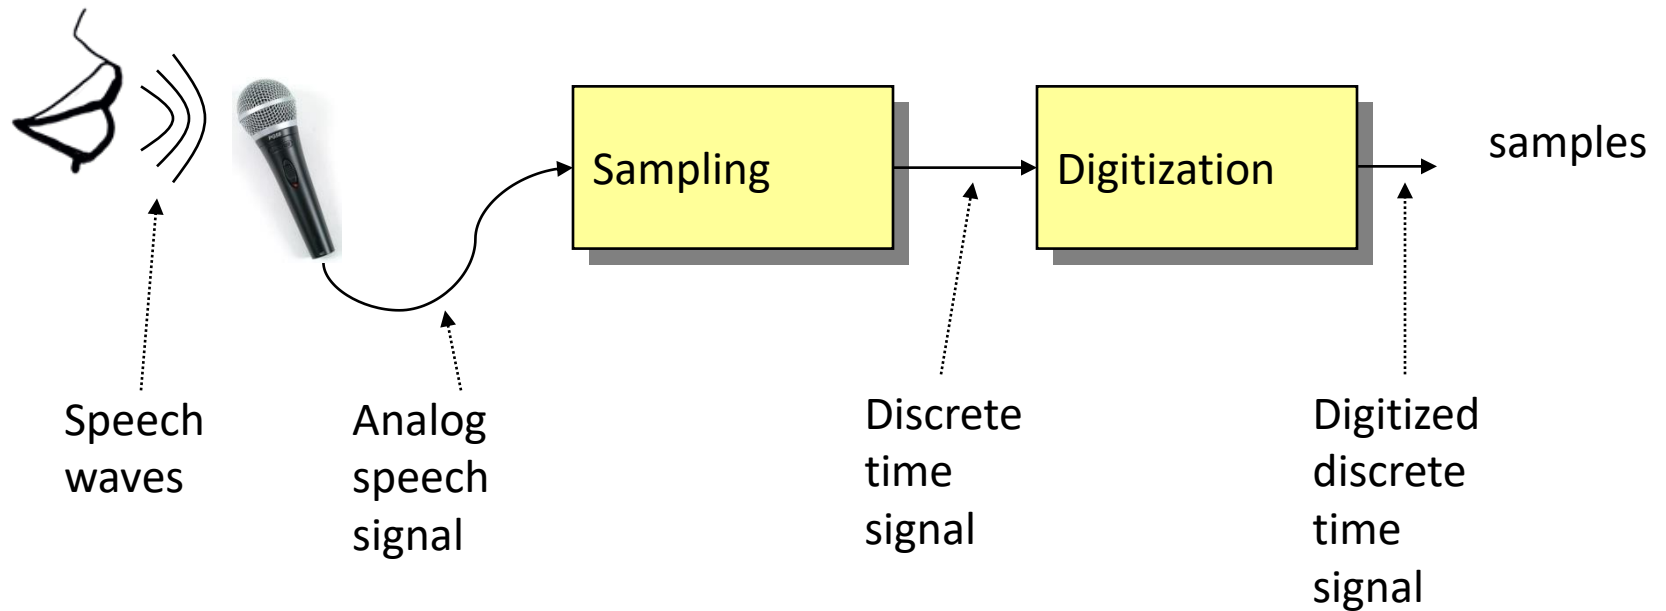 Sampling
Digitization
samples
Speech
waves
Analog
speech
signal
Discrete
time
signal
Digitized
discrete
time
signal